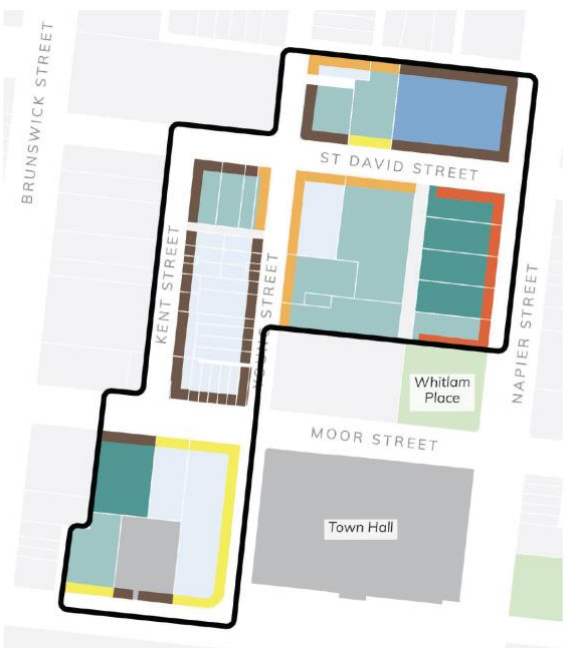 BRUNSWICK STREET
ST DAVID STREET
KENT STREET
STREET
NAPIER STREET
Whitlam
Place
MOOR STREET
Town Hall